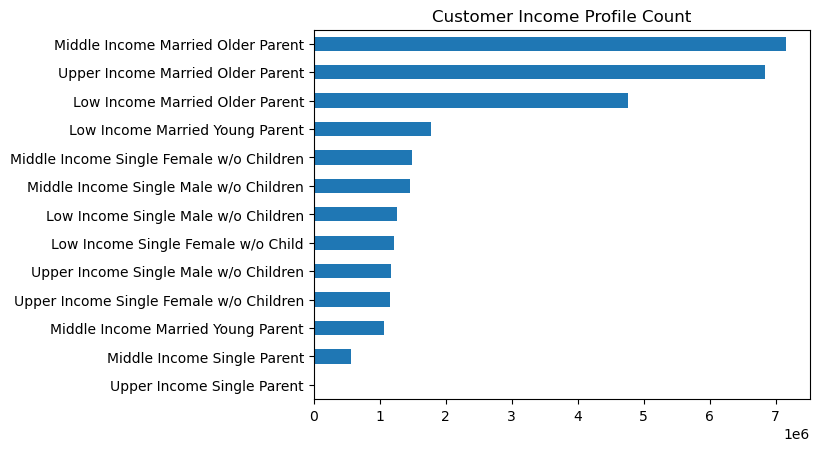 Customer Income Profile Count
Middle Income Married Older Parent
Upper Income Married Older Parent
Low Income Married Older Parent
Low Income Married Young Parent
Middle Income Single Female w/o Children
Middle Income Single Male w/o Children
Low Income Single Male w/o Children
Low Income Single Female w/o Child
Upper Income Single Male w/o Children
Upper Income Single Female w/o Children
Middle Income Married Young Parent
Middle Income Single Parent
Upper Income Single Parent
0 1 2 3 4 5 6 7
1e6